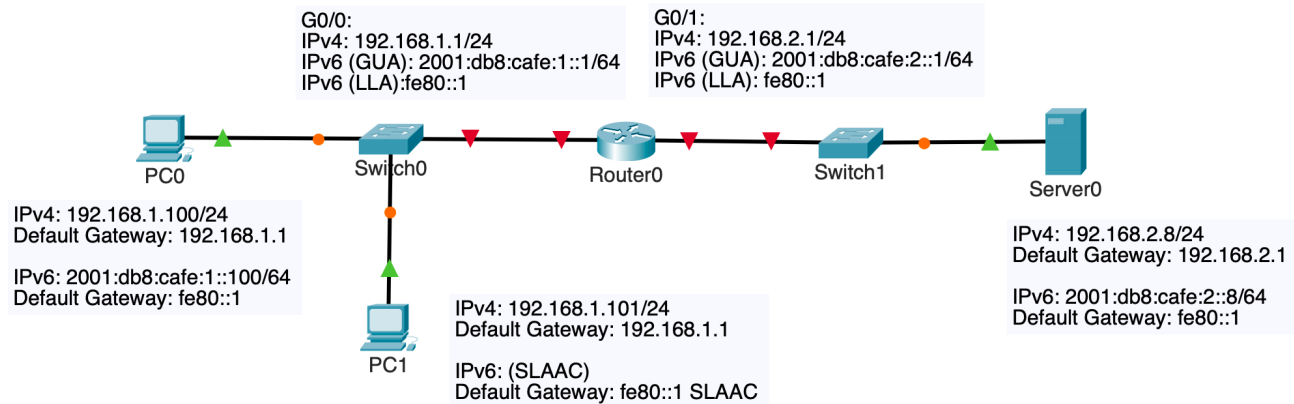 G0/0:
IPv4: 192.168.1.1/24
IPv6 (GUA): 2001:db8:cafe:1::1/64
IPv6 (LLA):fe80::1
G0/1:
IPv4: 192.168.2.1/24
IPv6 (GUA): 2001:db8:cafe:2::1/64
IPv6 (LLA): fe80::1
PC0
Switch0
Router0
Switch1
Server0
IPv4: 192.168.1.100/24
Default Gateway: 192.168.1.1
IPv6: 2001:db8:cafe:1::100/64
Default Gateway: fe80::1
PC1
IPv4: 192.168.1.101/24
Default Gateway: 192.168.1.1
IPv6: (SLAAC)
Default Gateway: fe80::1 SLAAC
IPv4: 192.168.2.8/24
Default Gateway: 192.168.2.1
IPv6: 2001:db8:cafe:2::8/64
Default Gateway: fe80::1